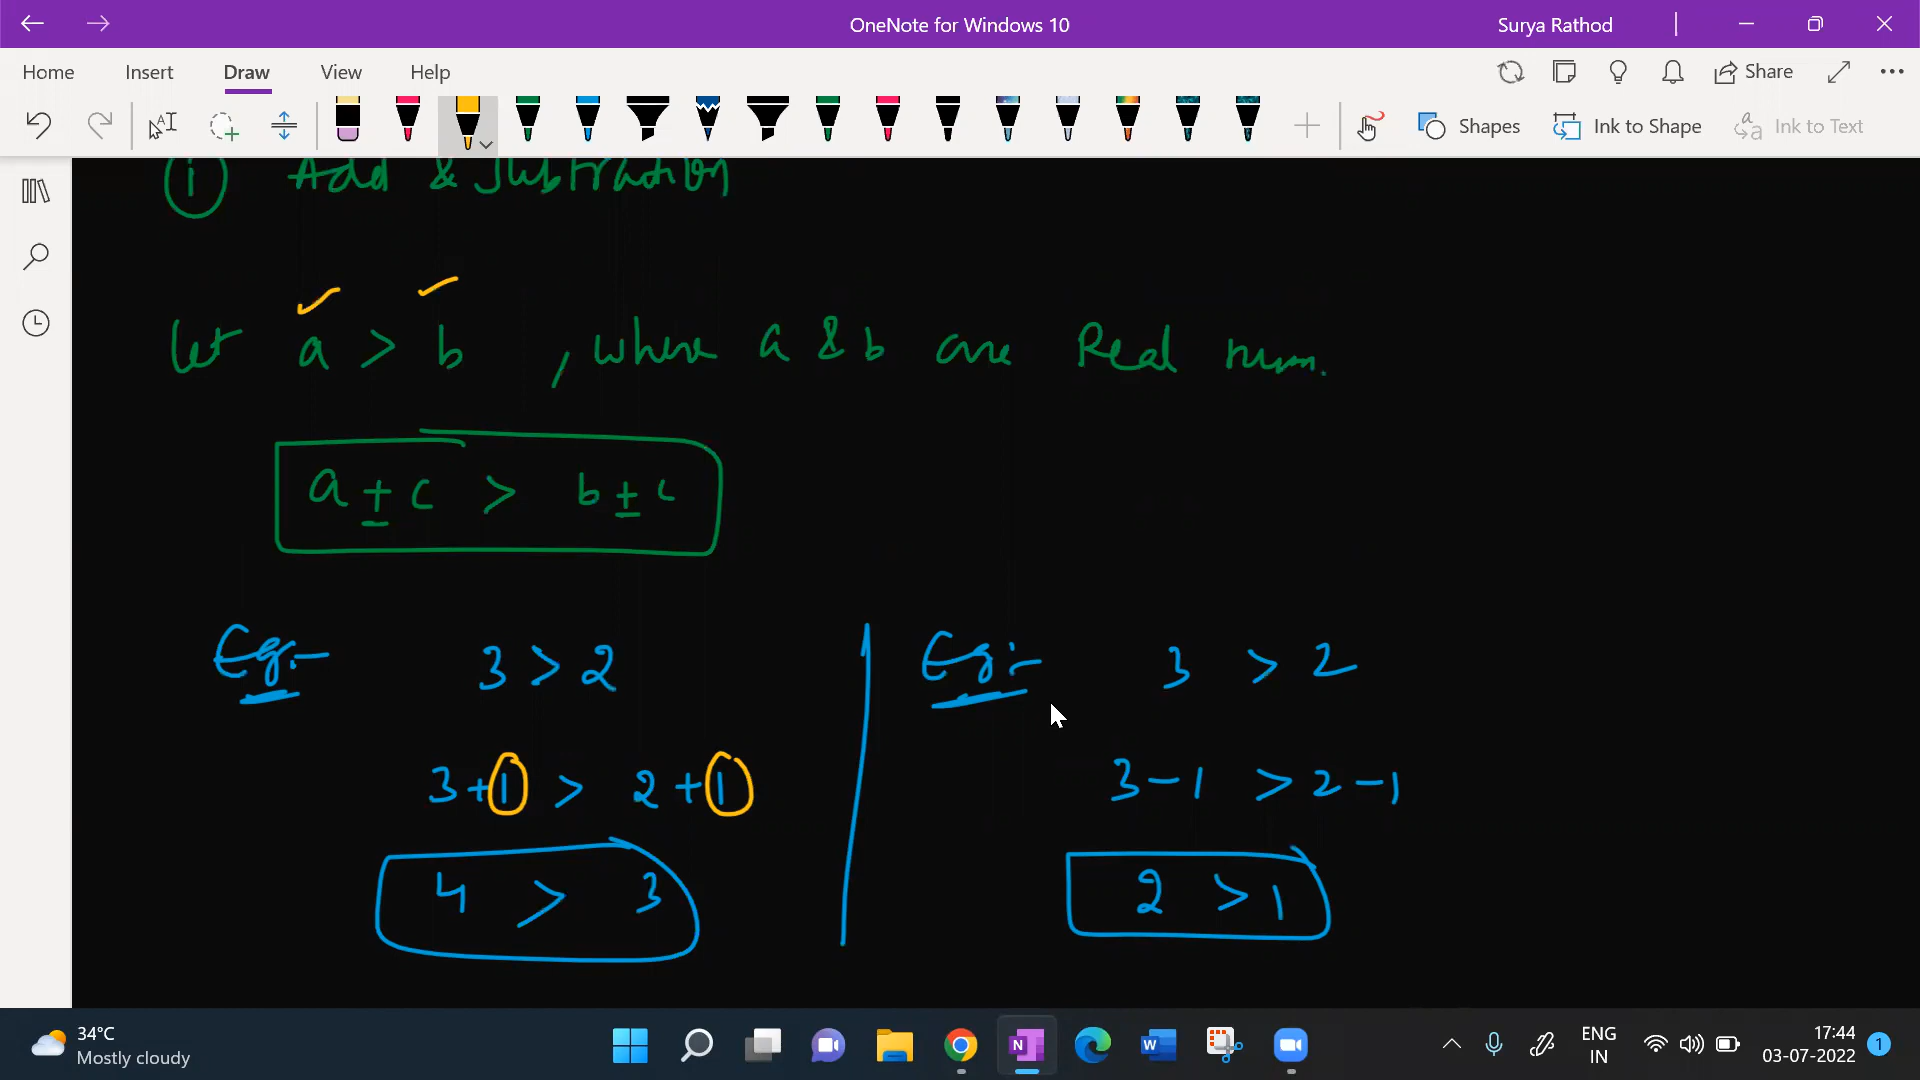 OneNote for Windows 10
Surya Rathod
Home Insert Draw View Help
Share
Shapes Ink to Shape Ink to Text
(i) Add & Subtraction
let a > b , where a & b are Real num.
a ± c > b ± c
Eg:- 3 > 2
3+1 > 2+1
4 > 3
Eg:- 3 > 2
3-1 > 2-1
2 > 1
34°C
Mostly cloudy
ENG
IN
17:44
03-07-2022
1